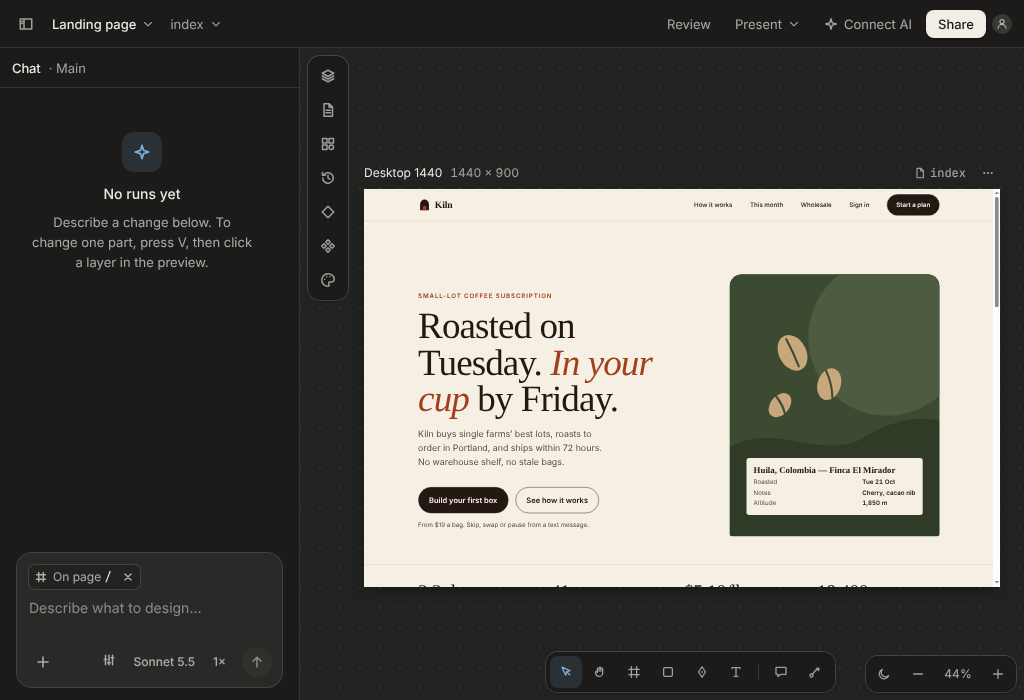 Landing page
index
Review
Present
Connect AI
Share
Chat · Main
No runs yet
Describe a change below. To
change one part, press V, then click
a layer in the preview.
On page /
Describe what to design...
Sonnet 5.5
1×
Desktop 1440 1440 × 900
index
Kiln
How it works
This month
Wholesale
Sign in
Start a plan
SMALL-LOT COFFEE SUBSCRIPTION
Roasted on
Tuesday. In your
cup by Friday.
Kiln buys single farms' best lots, roasts to
order in Portland, and ships within 72 hours.
No warehouse shelf, no stale bags.
Build your first box
See how it works
From $19 a bag. Skip, swap or pause from a text message.
Huila, Colombia — Finca El Mirador
Roasted Tue 21 Oct
Notes Cherry, cacao nib
Altitude 1,850 m
44%